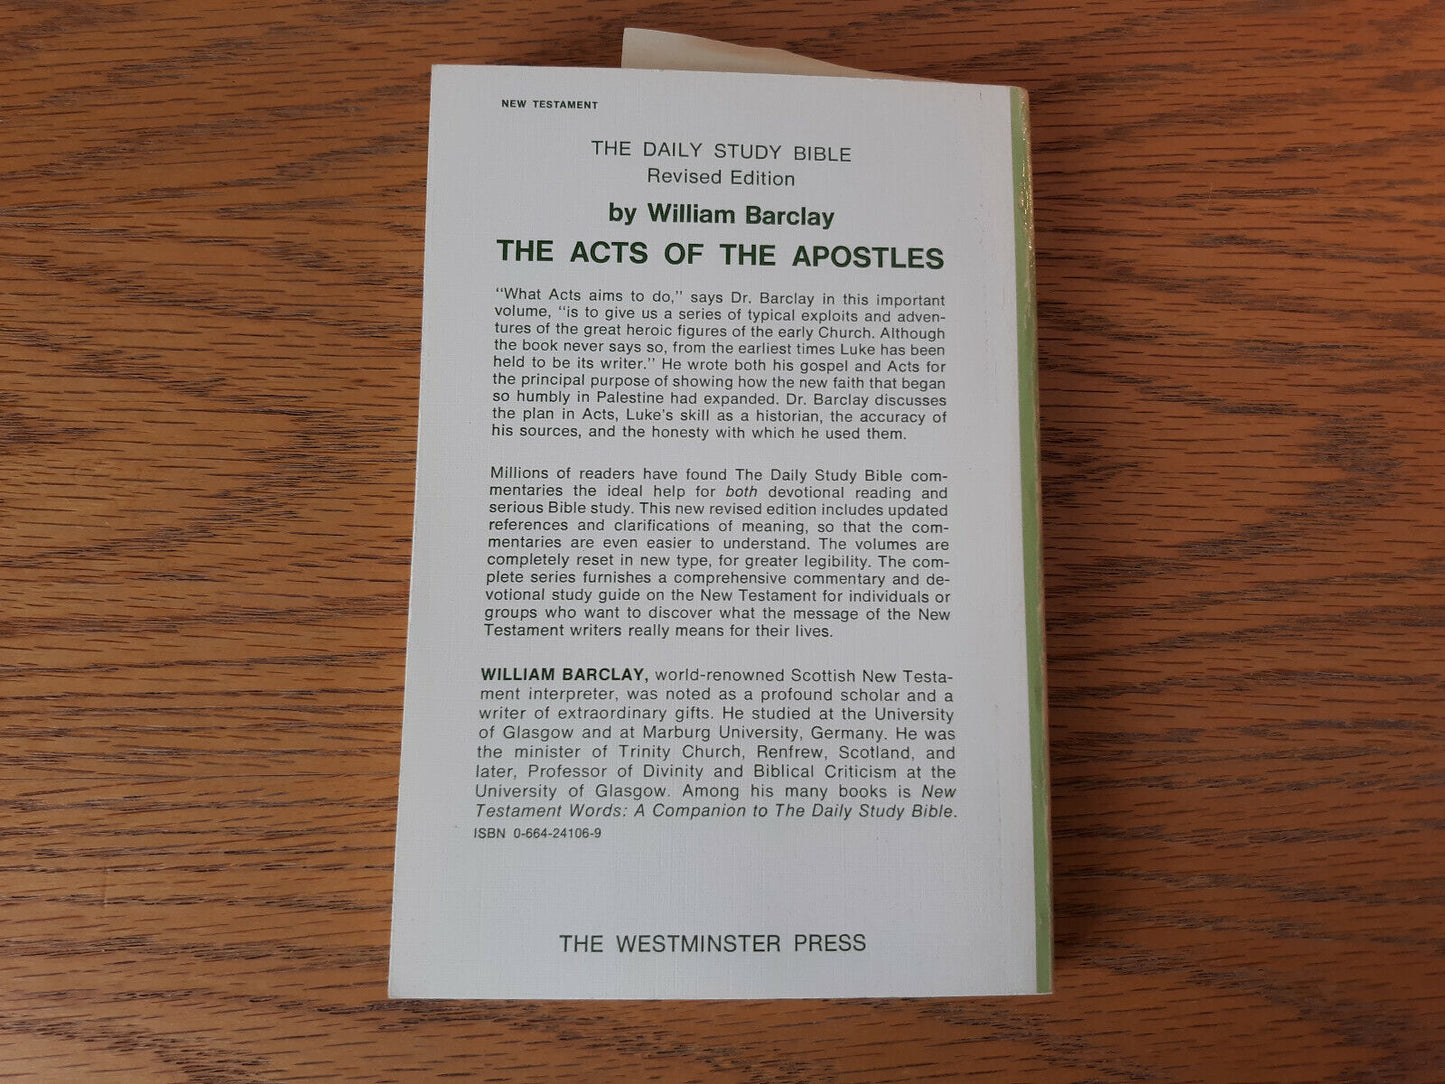 NEW TESTAMENT
THE DAILY STUDY BIBLE
Revised Edition
by William Barclay
THE ACTS OF THE APOSTLES
"What Acts aims to do," says Dr. Barclay in this important
volume, "is to give us a series of typical exploits and adven-
tures of the great heroic figures of the early Church. Although
the book never says so, from the earliest times Luke has been
held to be its writer." He wrote both his gospel and Acts for
the principal purpose of showing how the new faith that began
so humbly in Palestine had expanded. Dr. Barclay discusses
the plan in Acts, Luke's skill as a historian, the accuracy of
his sources, and the honesty with which he used them.
Millions of readers have found The Daily Study Bible com-
mentaries the ideal help for both devotional reading and
serious Bible study. This new revised edition includes updated
references and clarifications of meaning, so that the com-
mentaries are even easier to understand. The volumes are
completely reset in new type, for greater legibility. The com-
plete series furnishes a comprehensive commentary and de-
votional study guide on the New Testament for individuals or
groups who want to discover what the message of the New
Testament writers really means for their lives.
WILLIAM BARCLAY, world-renowned Scottish New Testa-
ment interpreter, was noted as a profound scholar and a
writer of extraordinary gifts. He studied at the University
of Glasgow and at Marburg University, Germany. He was
the minister of Trinity Church, Renfrew, Scotland, and
later, Professor of Divinity and Biblical Criticism at the
University of Glasgow. Among his many books is New
Testament Words: A Companion to The Daily Study Bible.
ISBN 0-664-24106-9
THE WESTMINSTER PRESS